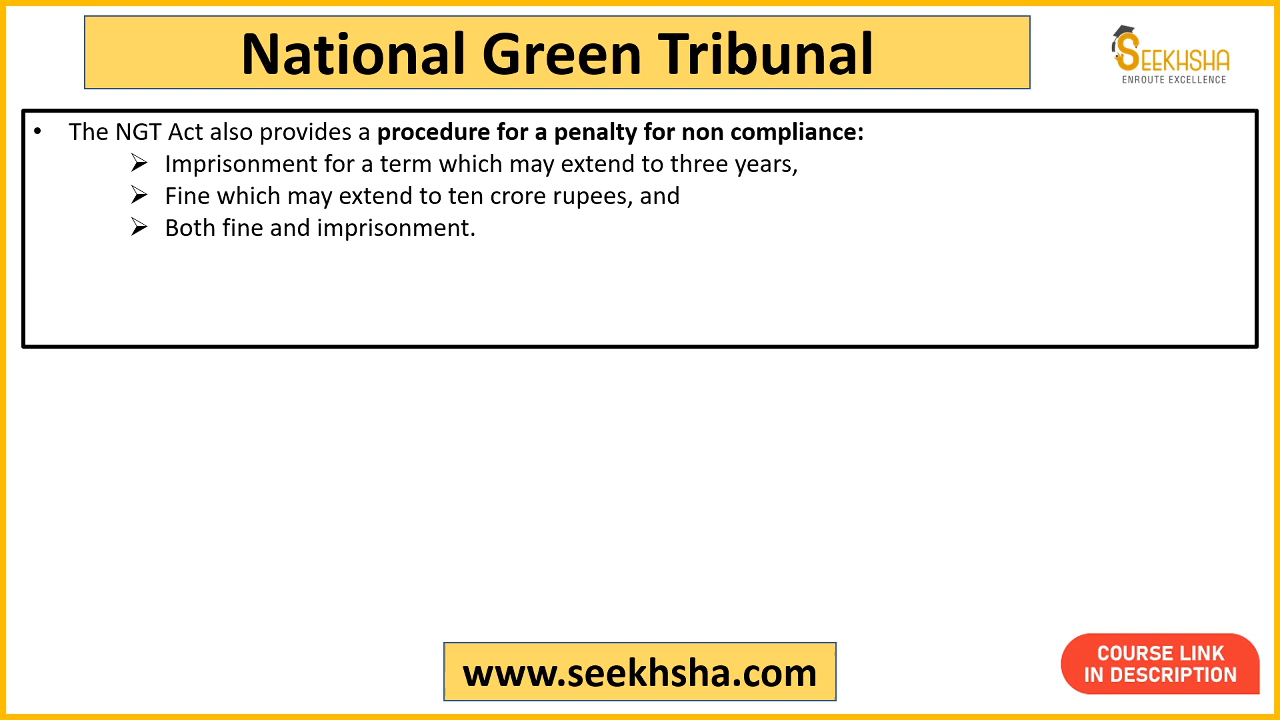 National Green Tribunal
SEEKHSHA
ENROUTE EXCELLENCE
• The NGT Act also provides a procedure for a penalty for non compliance:
➢ Imprisonment for a term which may extend to three years,
➢ Fine which may extend to ten crore rupees, and
➢ Both fine and imprisonment.
www.seekhsha.com
COURSE LINK
IN DESCRIPTION